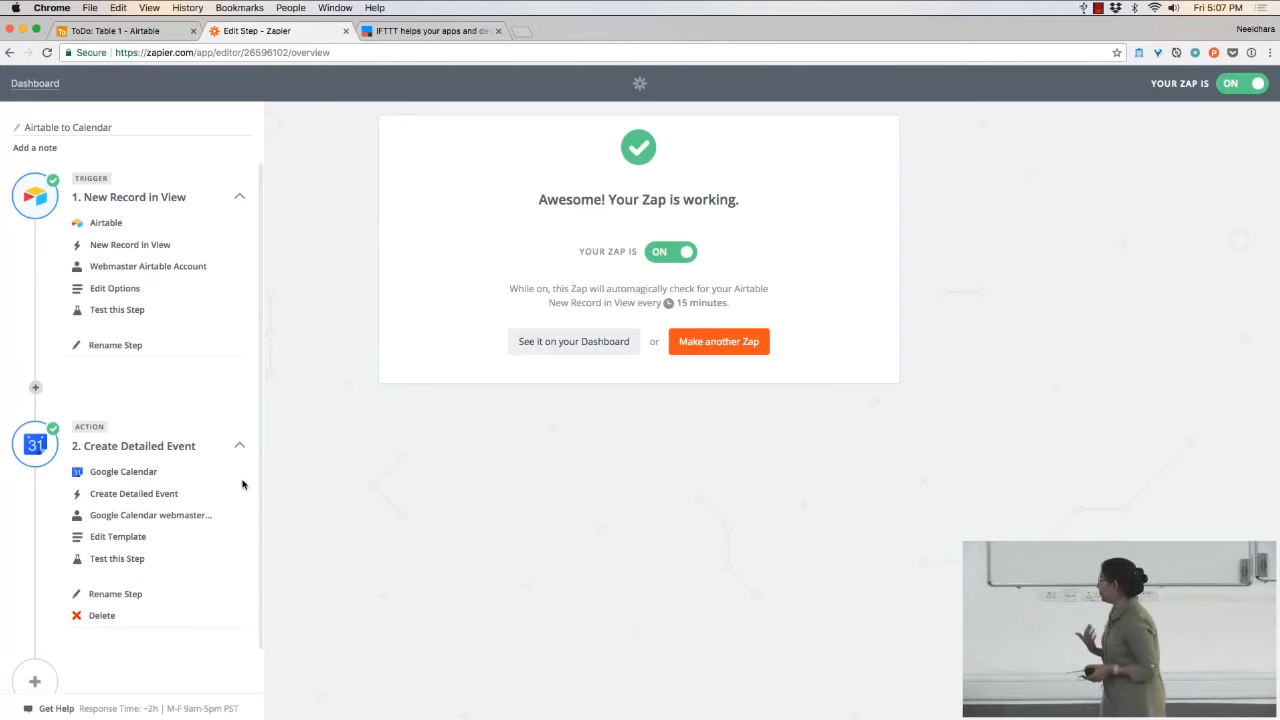 Chrome File Edit View History Bookmarks People Window Help
Fri 5:07 PM
ToDo: Table 1 - Airtable
Edit Step - Zapier
IFTTT helps your apps and dev
Neeldhara
Secure https://zapier.com/app/editor/26596102/overview
Dashboard
YOUR ZAP IS ON
Airtable to Calendar
Add a note
TRIGGER
1. New Record in View
Airtable
New Record in View
Webmaster Airtable Account
Edit Options
Test this Step
Rename Step
ACTION
2. Create Detailed Event
31
Google Calendar
Create Detailed Event
Google Calendar webmaster...
Edit Template
Test this Step
Rename Step
Delete
Get Help Response Time: ~2h | M-F 9am-5pm PST
Awesome! Your Zap is working.
YOUR ZAP IS ON
While on, this Zap will automagically check for your Airtable
New Record in View every 15 minutes.
See it on your Dashboard or Make another Zap